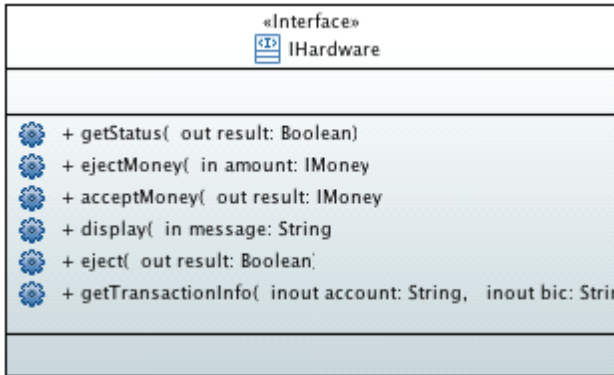 «Interface»
IHardware
+ getStatus( out result: Boolean)
+ ejectMoney( in amount: IMoney
+ acceptMoney( out result: IMoney
+ display( in message: String
+ eject( out result: Boolean)
+ getTransactionInfo( inout account: String, inout bic: Strin